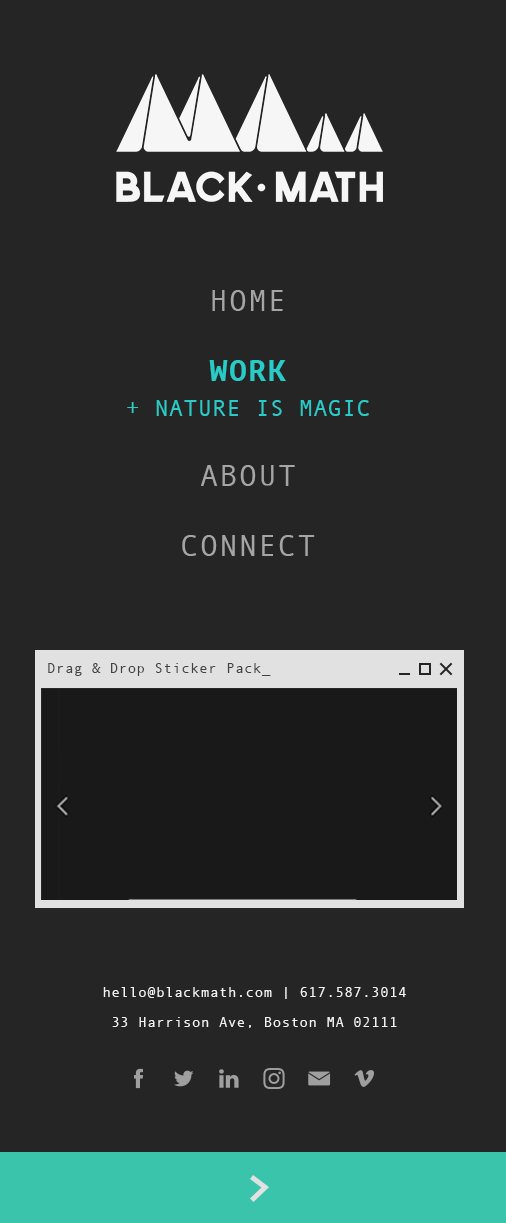 BLACK·MATH
HOME
WORK
+ NATURE IS MAGIC
ABOUT
CONNECT
Drag & Drop Sticker Pack_
hello@blackmath.com | 617.587.3014
33 Harrison Ave, Boston MA 02111